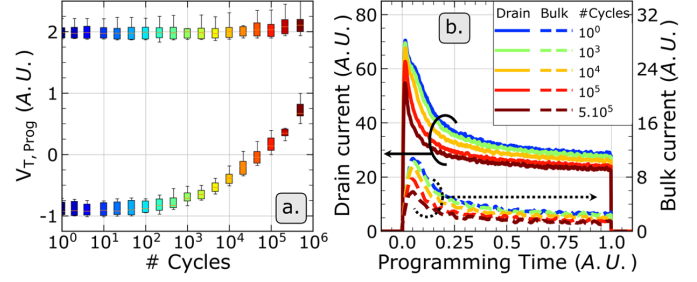 V_T,Prog (A.U.)
2
1
0
-1
10^0 10^1 10^2 10^3 10^4 10^5 10^6
# Cycles
a.
Drain current (A.U.)
80
60
40
20
0
b.
Drain Bulk #Cycles
10^0
10^3
10^4
10^5
5.10^5
32
24
16
8
0
Bulk current (A.U.)
0.0 0.25 0.5 0.75 1.0
Programming Time (A.U.)